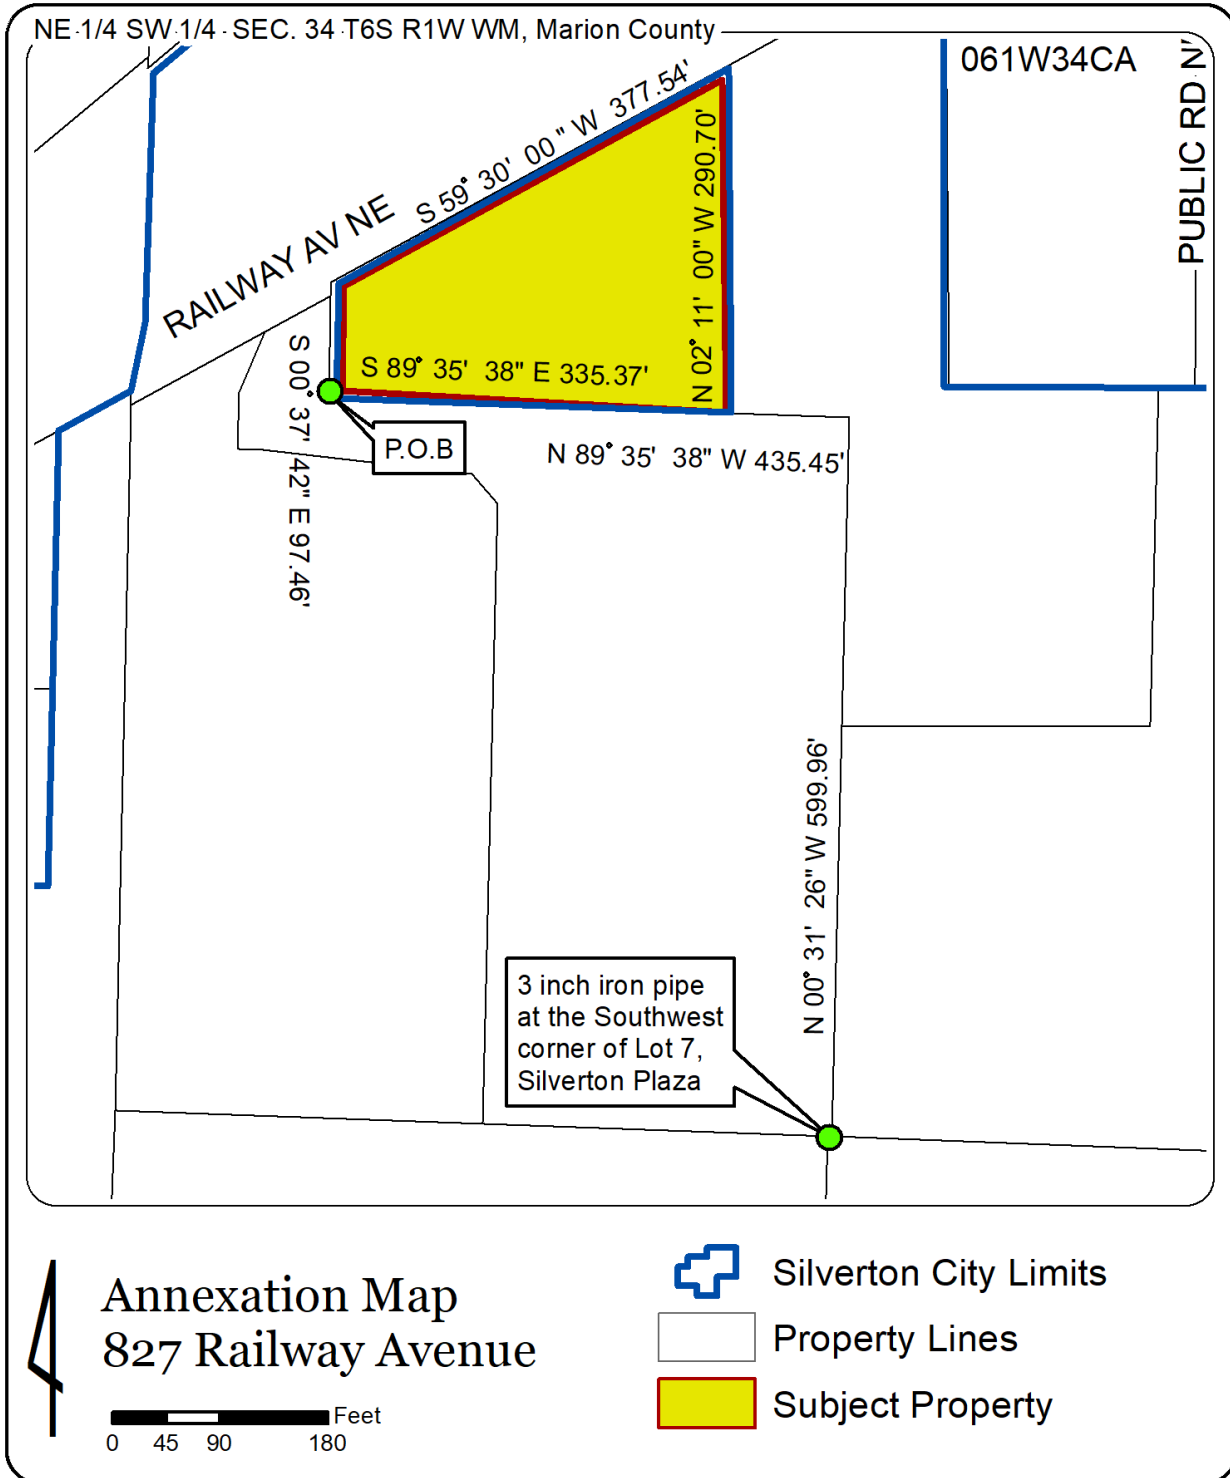 NE 1/4 SW 1/4 SEC. 34 T6S R1W WM, Marion County
061W34CA
PUBLIC RD N
S 59° 30' 00" W 377.54'
RAILWAY AV NE
N 02° 11' 00" W 290.70'
S 89° 35' 38" E 335.37'
S 00° 37' 42" E 97.46'
P.O.B
N 89° 35' 38" W 435.45'
N 00° 31' 26" W 599.96'
3 inch iron pipe
at the Southwest
corner of Lot 7,
Silverton Plaza
Annexation Map
827 Railway Avenue
Feet
0 45 90 180
Silverton City Limits
Property Lines
Subject Property